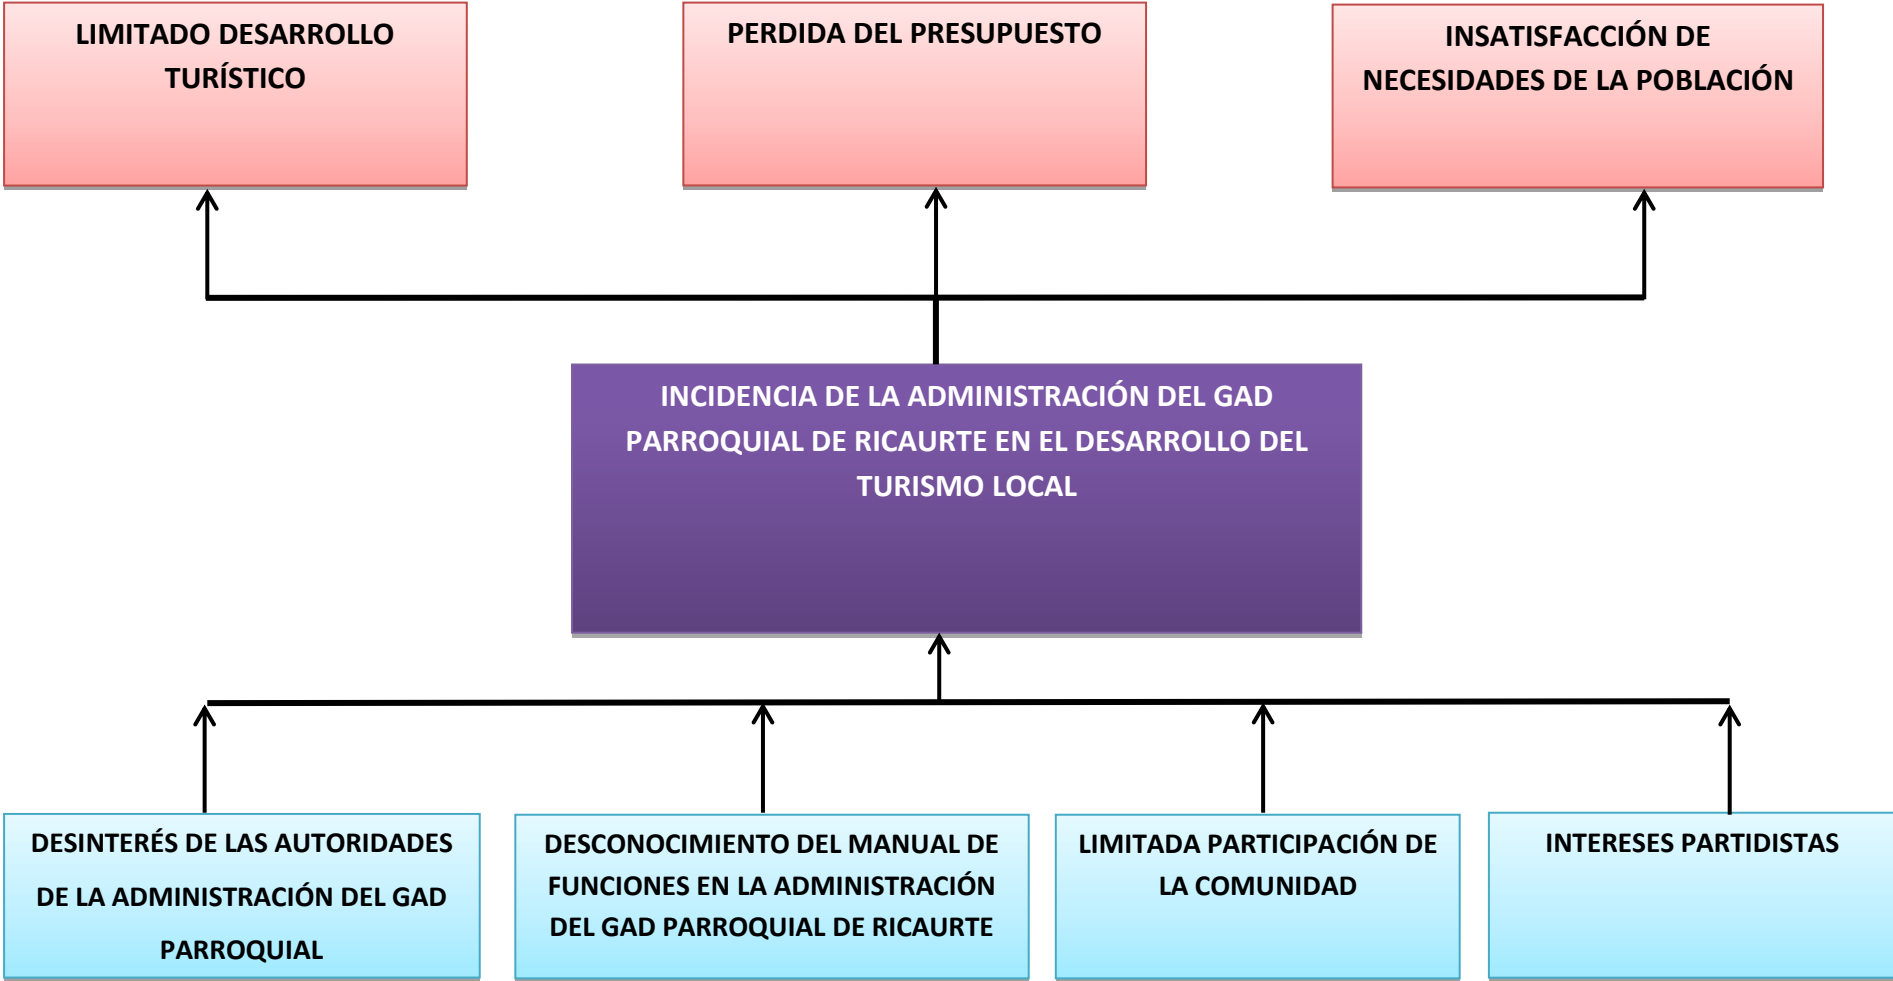 LIMITADO DESARROLLO
TURÍSTICO
PERDIDA DEL PRESUPUESTO
INSATISFACCIÓN DE
NECESIDADES DE LA POBLACIÓN
INCIDENCIA DE LA ADMINISTRACIÓN DEL GAD
PARROQUIAL DE RICAURTE EN EL DESARROLLO DEL
TURISMO LOCAL
DESINTERÉS DE LAS AUTORIDADES
DE LA ADMINISTRACIÓN DEL GAD
PARROQUIAL
DESCONOCIMIENTO DEL MANUAL DE
FUNCIONES EN LA ADMINISTRACIÓN
DEL GAD PARROQUIAL DE RICAURTE
LIMITADA PARTICIPACIÓN DE
LA COMUNIDAD
INTERESES PARTIDISTAS